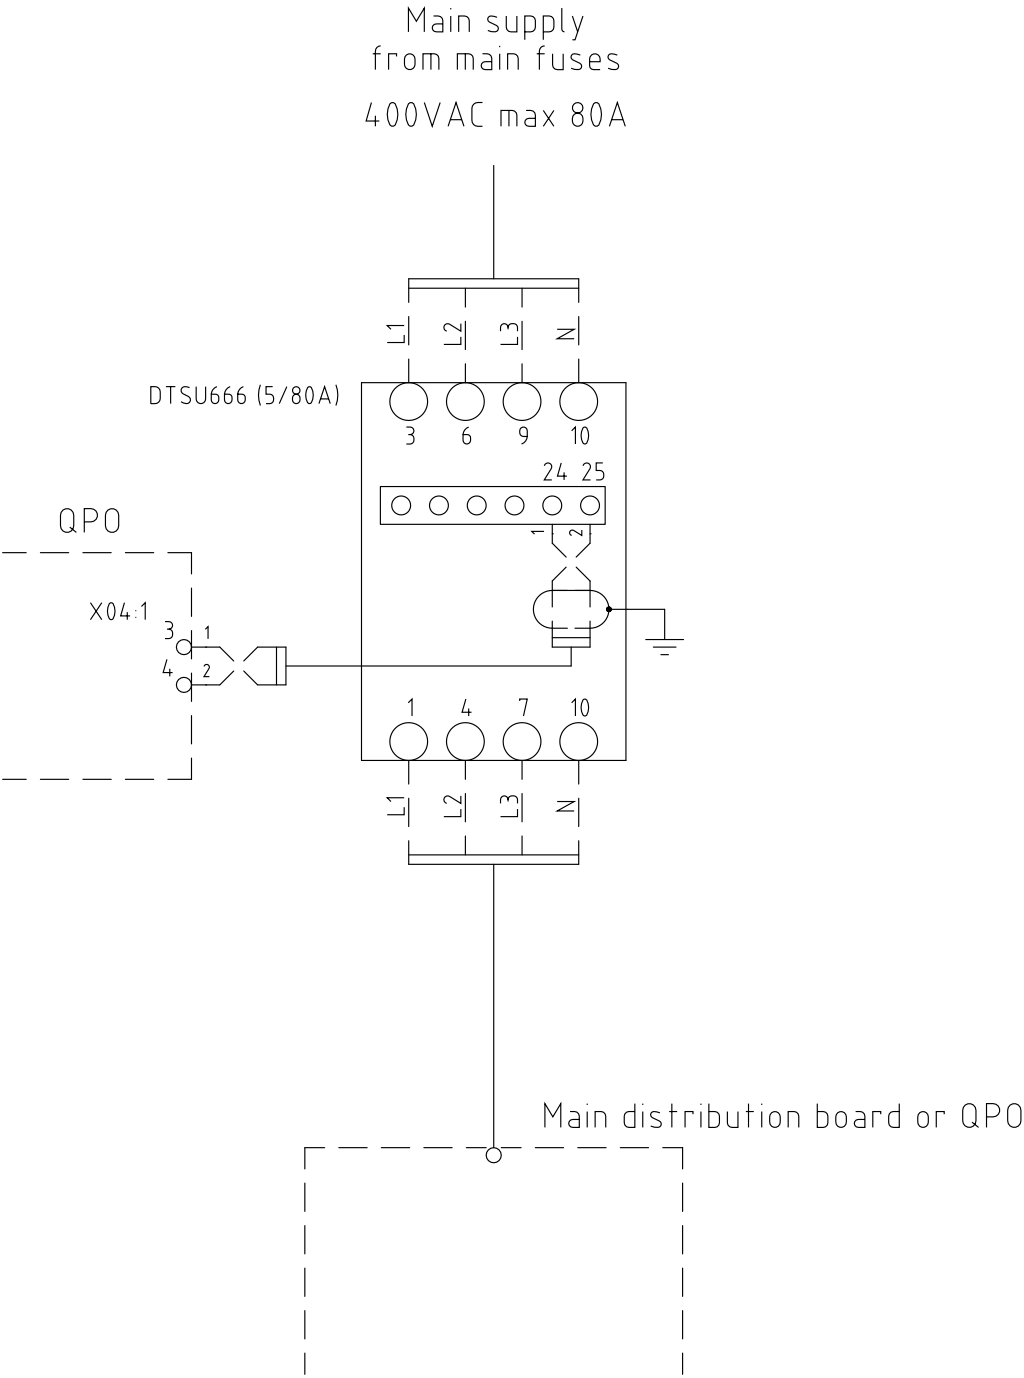 Main supply
from main fuses
400VAC max 80A
L1 L2 L3 N
DTSU666 (5/80A)
3 6 9 10
24 25
QPO
1 2
X04:1
3 1
4 2
1 4 7 10
L1 L2 L3 N
Main distribution board or QPO